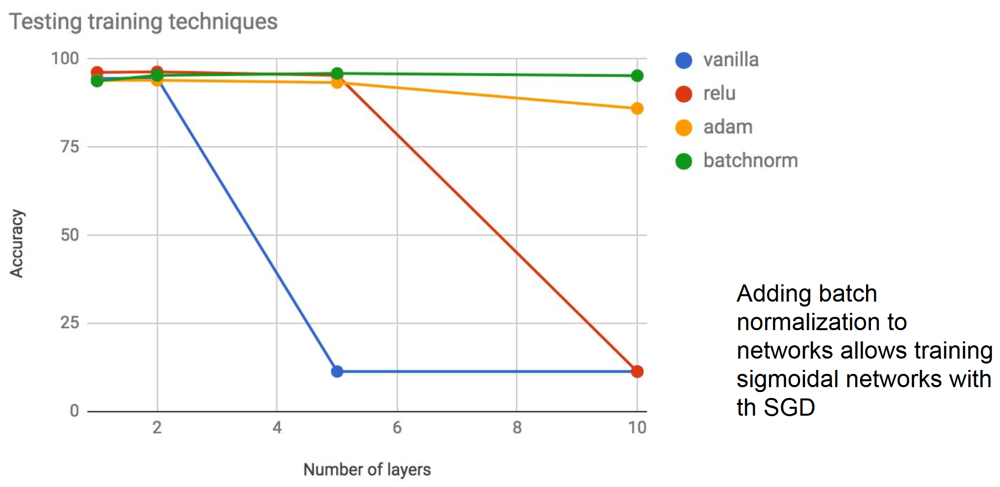 Testing training techniques
100
75
50
25
0
Accuracy
2 4 6 8 10
Number of layers
vanilla
relu
adam
batchnorm
Adding batch
normalization to
networks allows training
sigmoidal networks with
th SGD